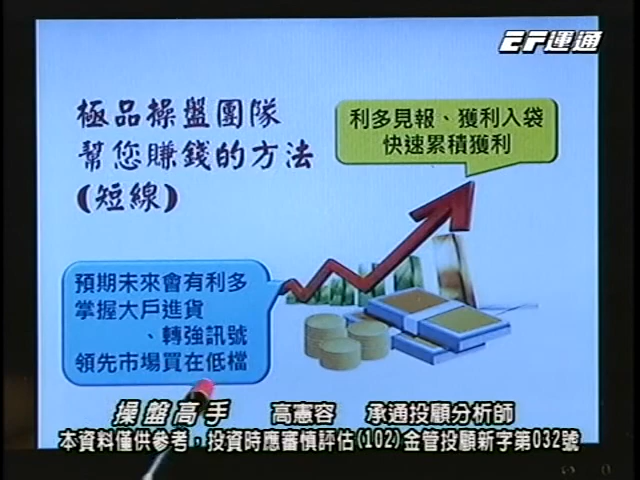 EF運通
極品操盤團隊
幫您賺錢的方法
(短線)
利多見報、獲利入袋
快速累積獲利
預期未來會有利多
掌握大戶進貨
、轉強訊號
領先市場買在低檔
操盤高手 高憲容 承通投顧分析師
本資料僅供參考，投資時應審慎評估(102)金管投顧新字第032號